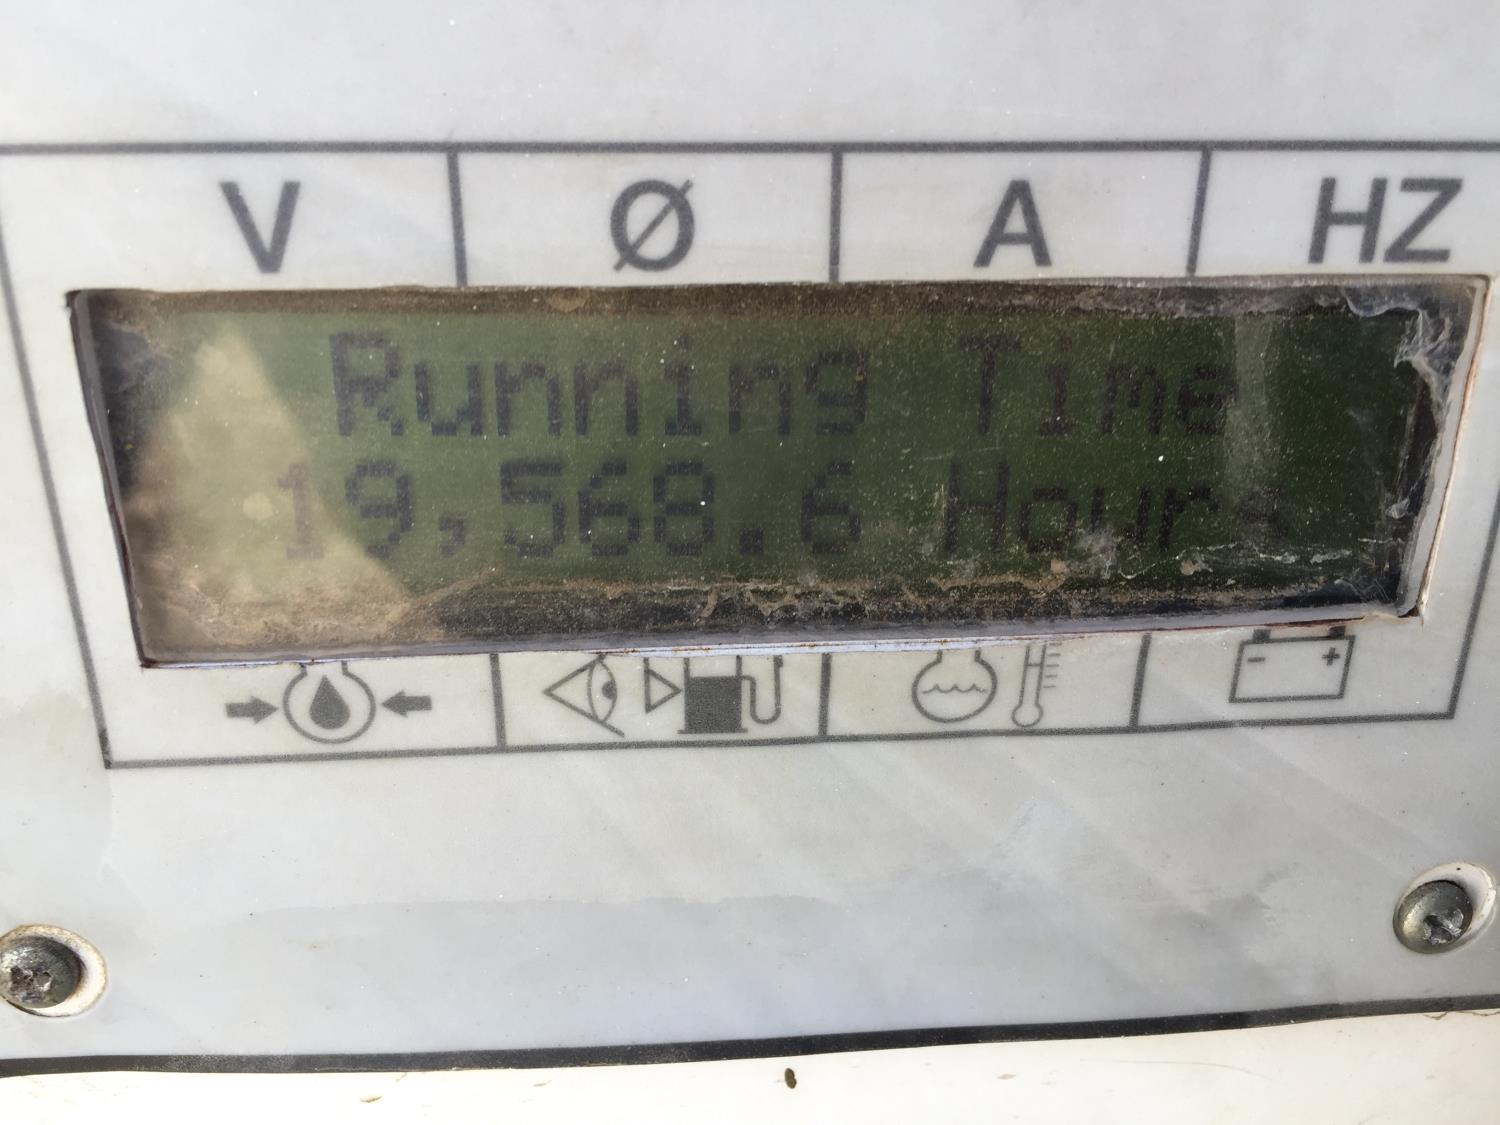 V Ø A HZ
Running Time
19,568.6 Hours
- +